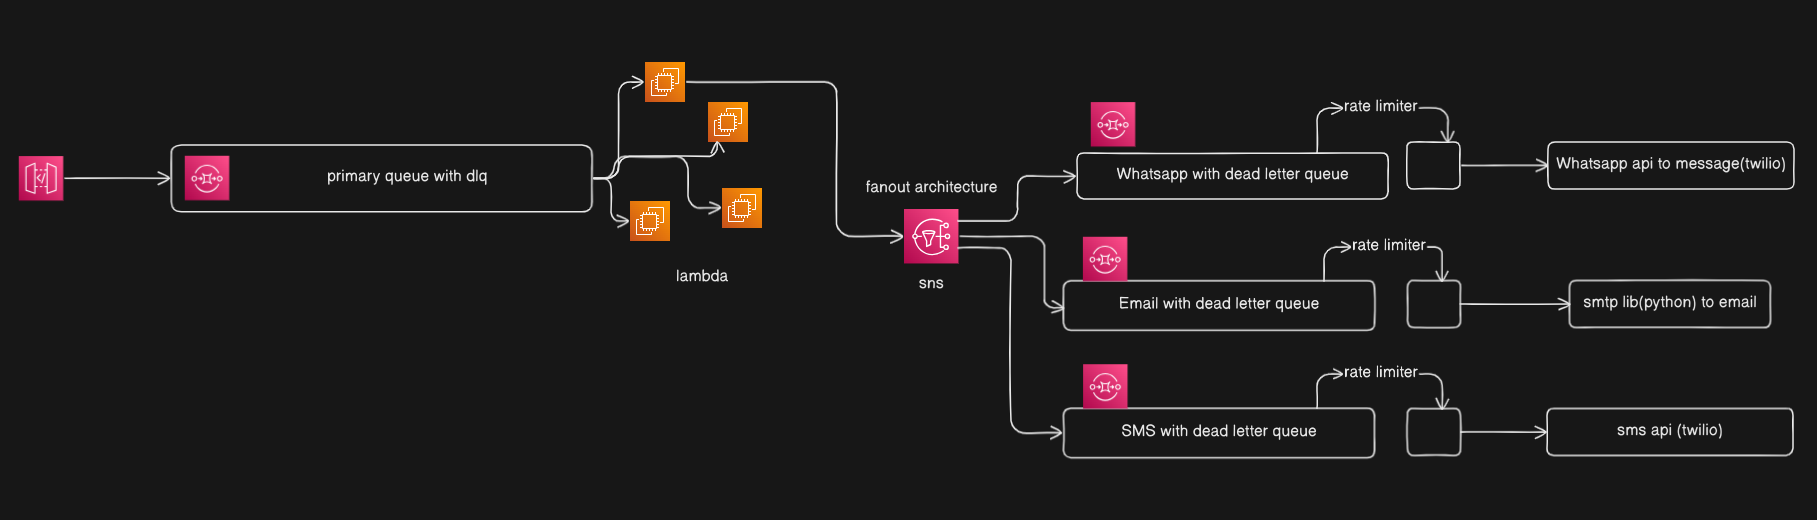 primary queue with dlq
lambda
fanout architecture
sns
rate limiter
Whatsapp with dead letter queue
Whatsapp api to message(twilio)
rate limiter
Email with dead letter queue
smtp lib(python) to email
rate limiter
SMS with dead letter queue
sms api (twilio)